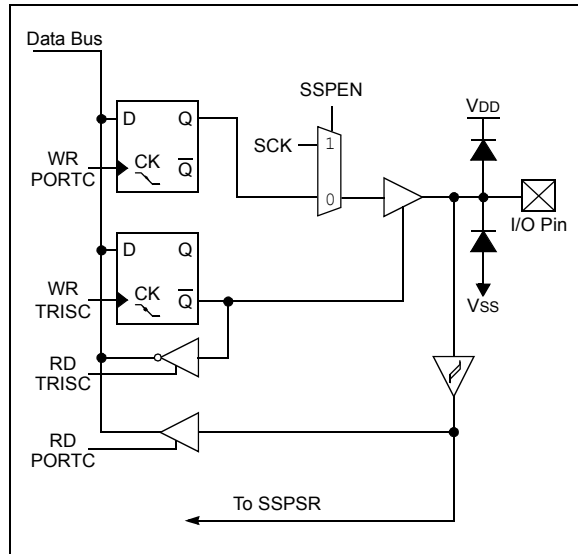 Data Bus
SSPEN
VDD
D
Q
SCK
1
WR
PORTC
CK
Q
0
I/O Pin
D
Q
WR
TRISC
CK
Q
VSS
RD
TRISC
RD
PORTC
To SSPSR